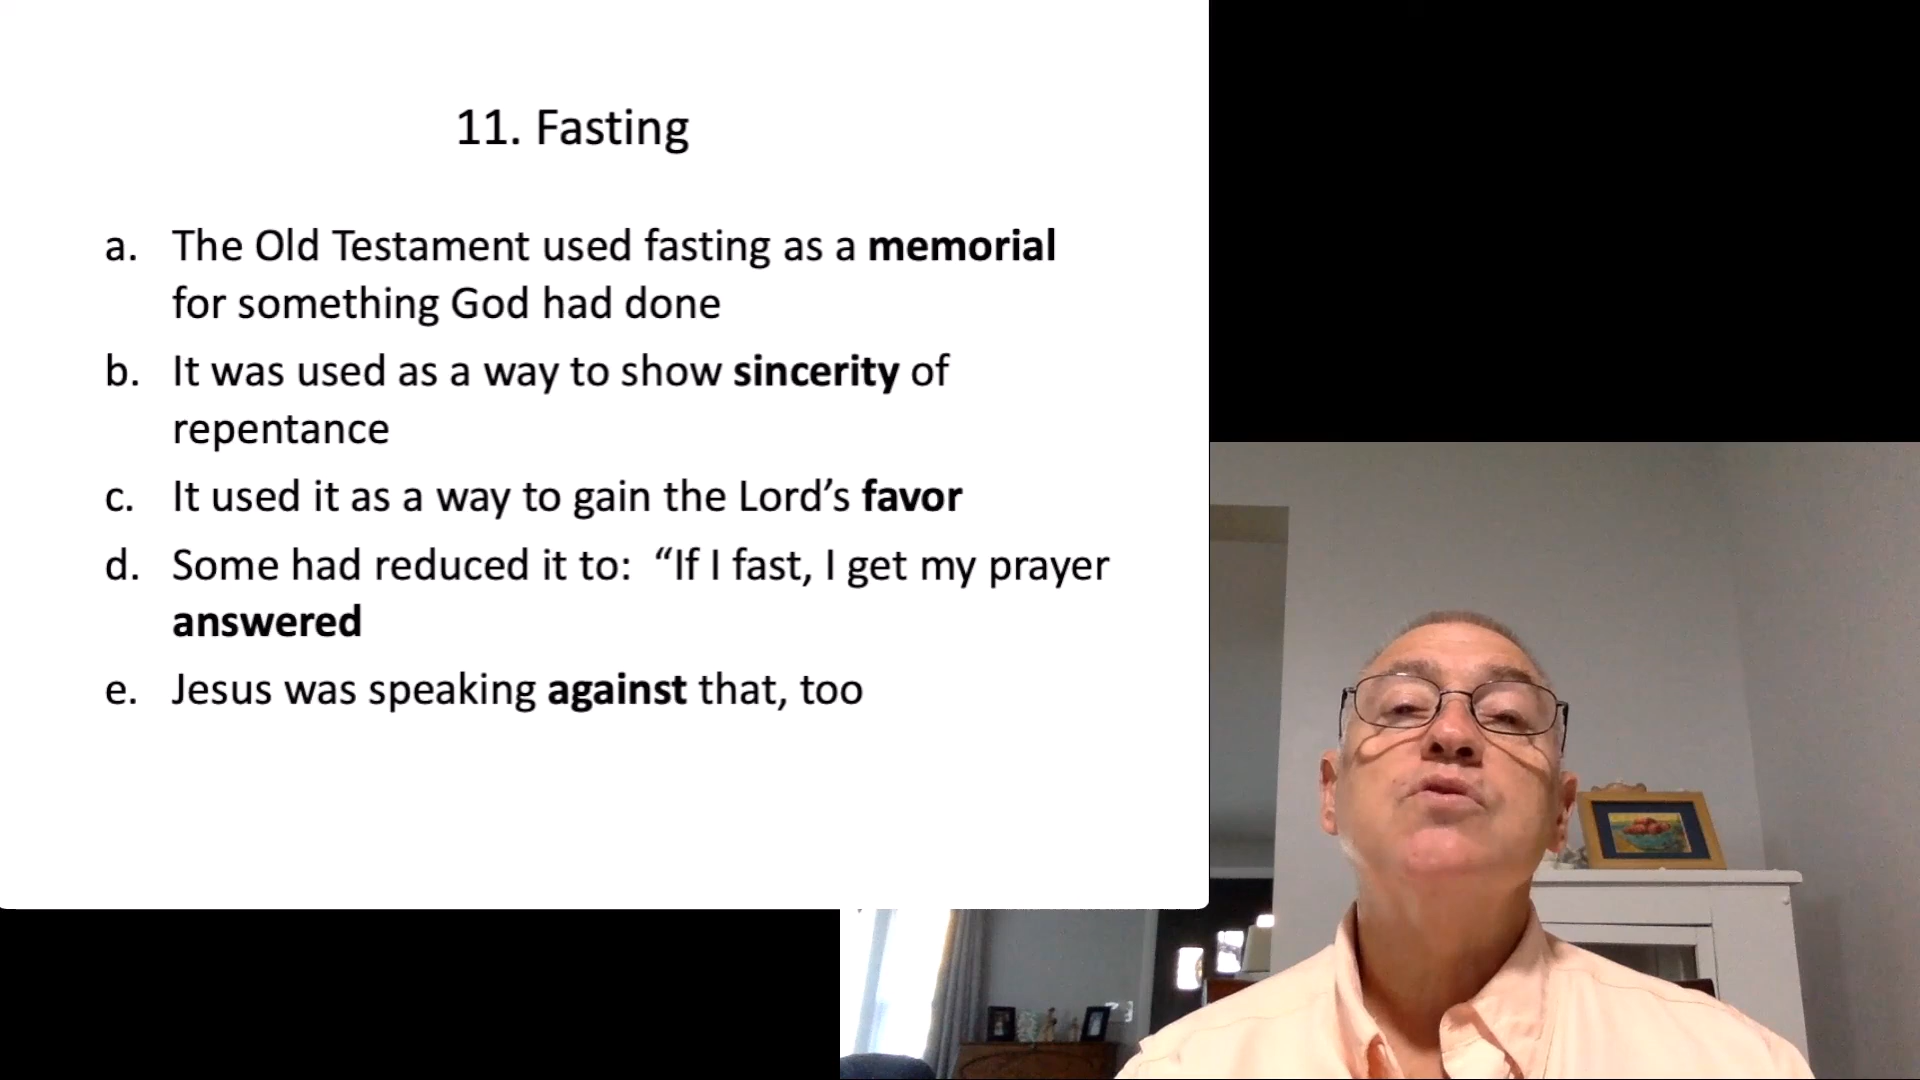 11. Fasting
a. The Old Testament used fasting as a memorial
for something God had done
b. It was used as a way to show sincerity of
repentance
c. It used it as a way to gain the Lord’s favor
d. Some had reduced it to:  “If I fast, I get my prayer
answered
e. Jesus was speaking against that, too